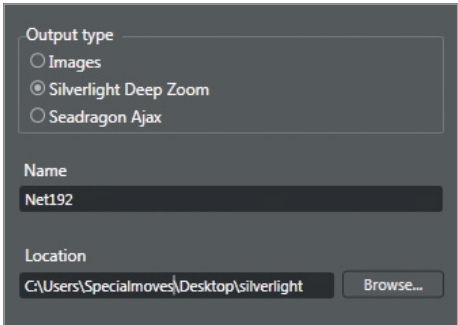 Output type
Images
Silverlight Deep Zoom
Seadragon Ajax
Name
Net192
Location
C:\Users\Specialmoves\Desktop\silverlight
Browse...